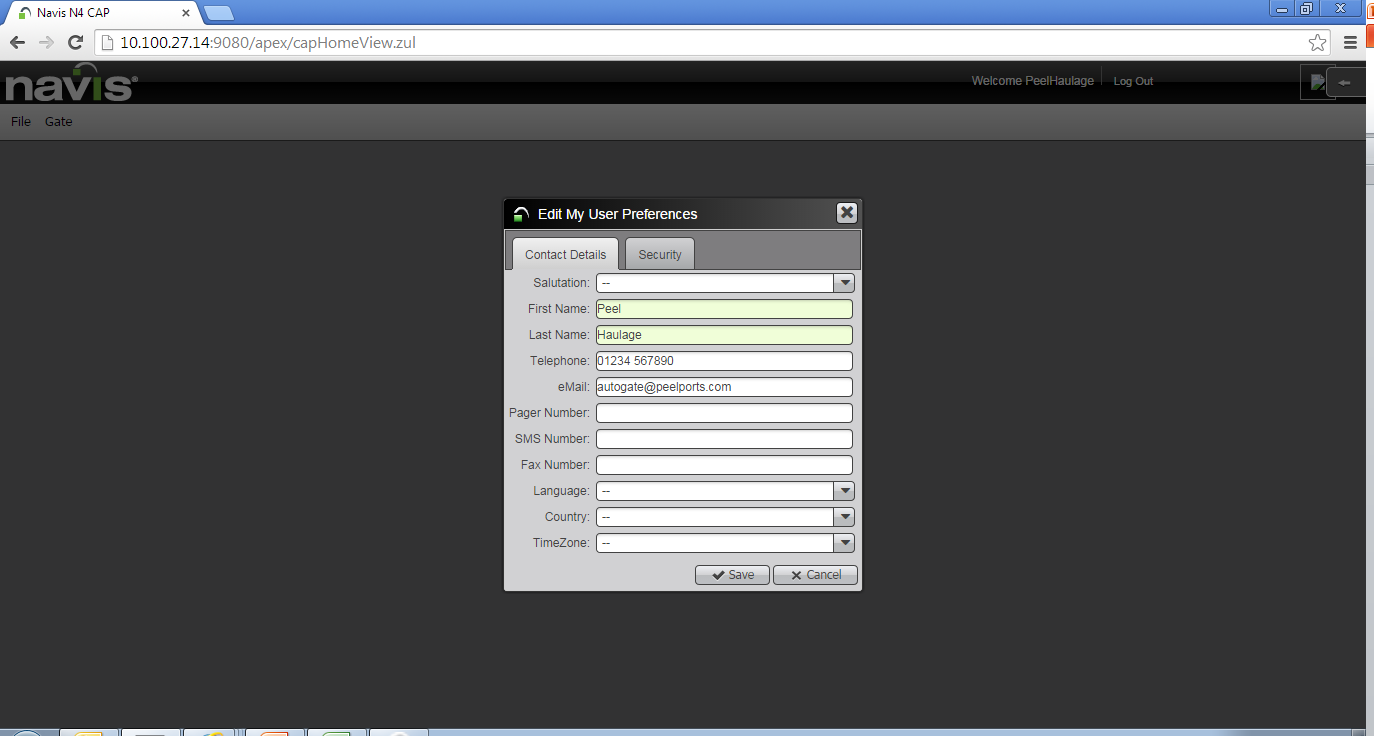 Navis N4 CAP
10.100.27.14:9080/apex/capHomeView.zul
navis®
Welcome PeelHaulage
Log Out
File Gate
Edit My User Preferences
Contact Details Security
Salutation: --
First Name: Peel
Last Name: Haulage
Telephone: 01234 567890
eMail: autogate@peelports.com
Pager Number:
SMS Number:
Fax Number:
Language: --
Country: --
TimeZone: --
Save Cancel